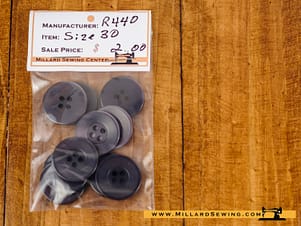 Manufacturer: R440
Item: Size 30
Sale Price: $ 2.00
Millard Sewing Center
www.MillardSewing.com